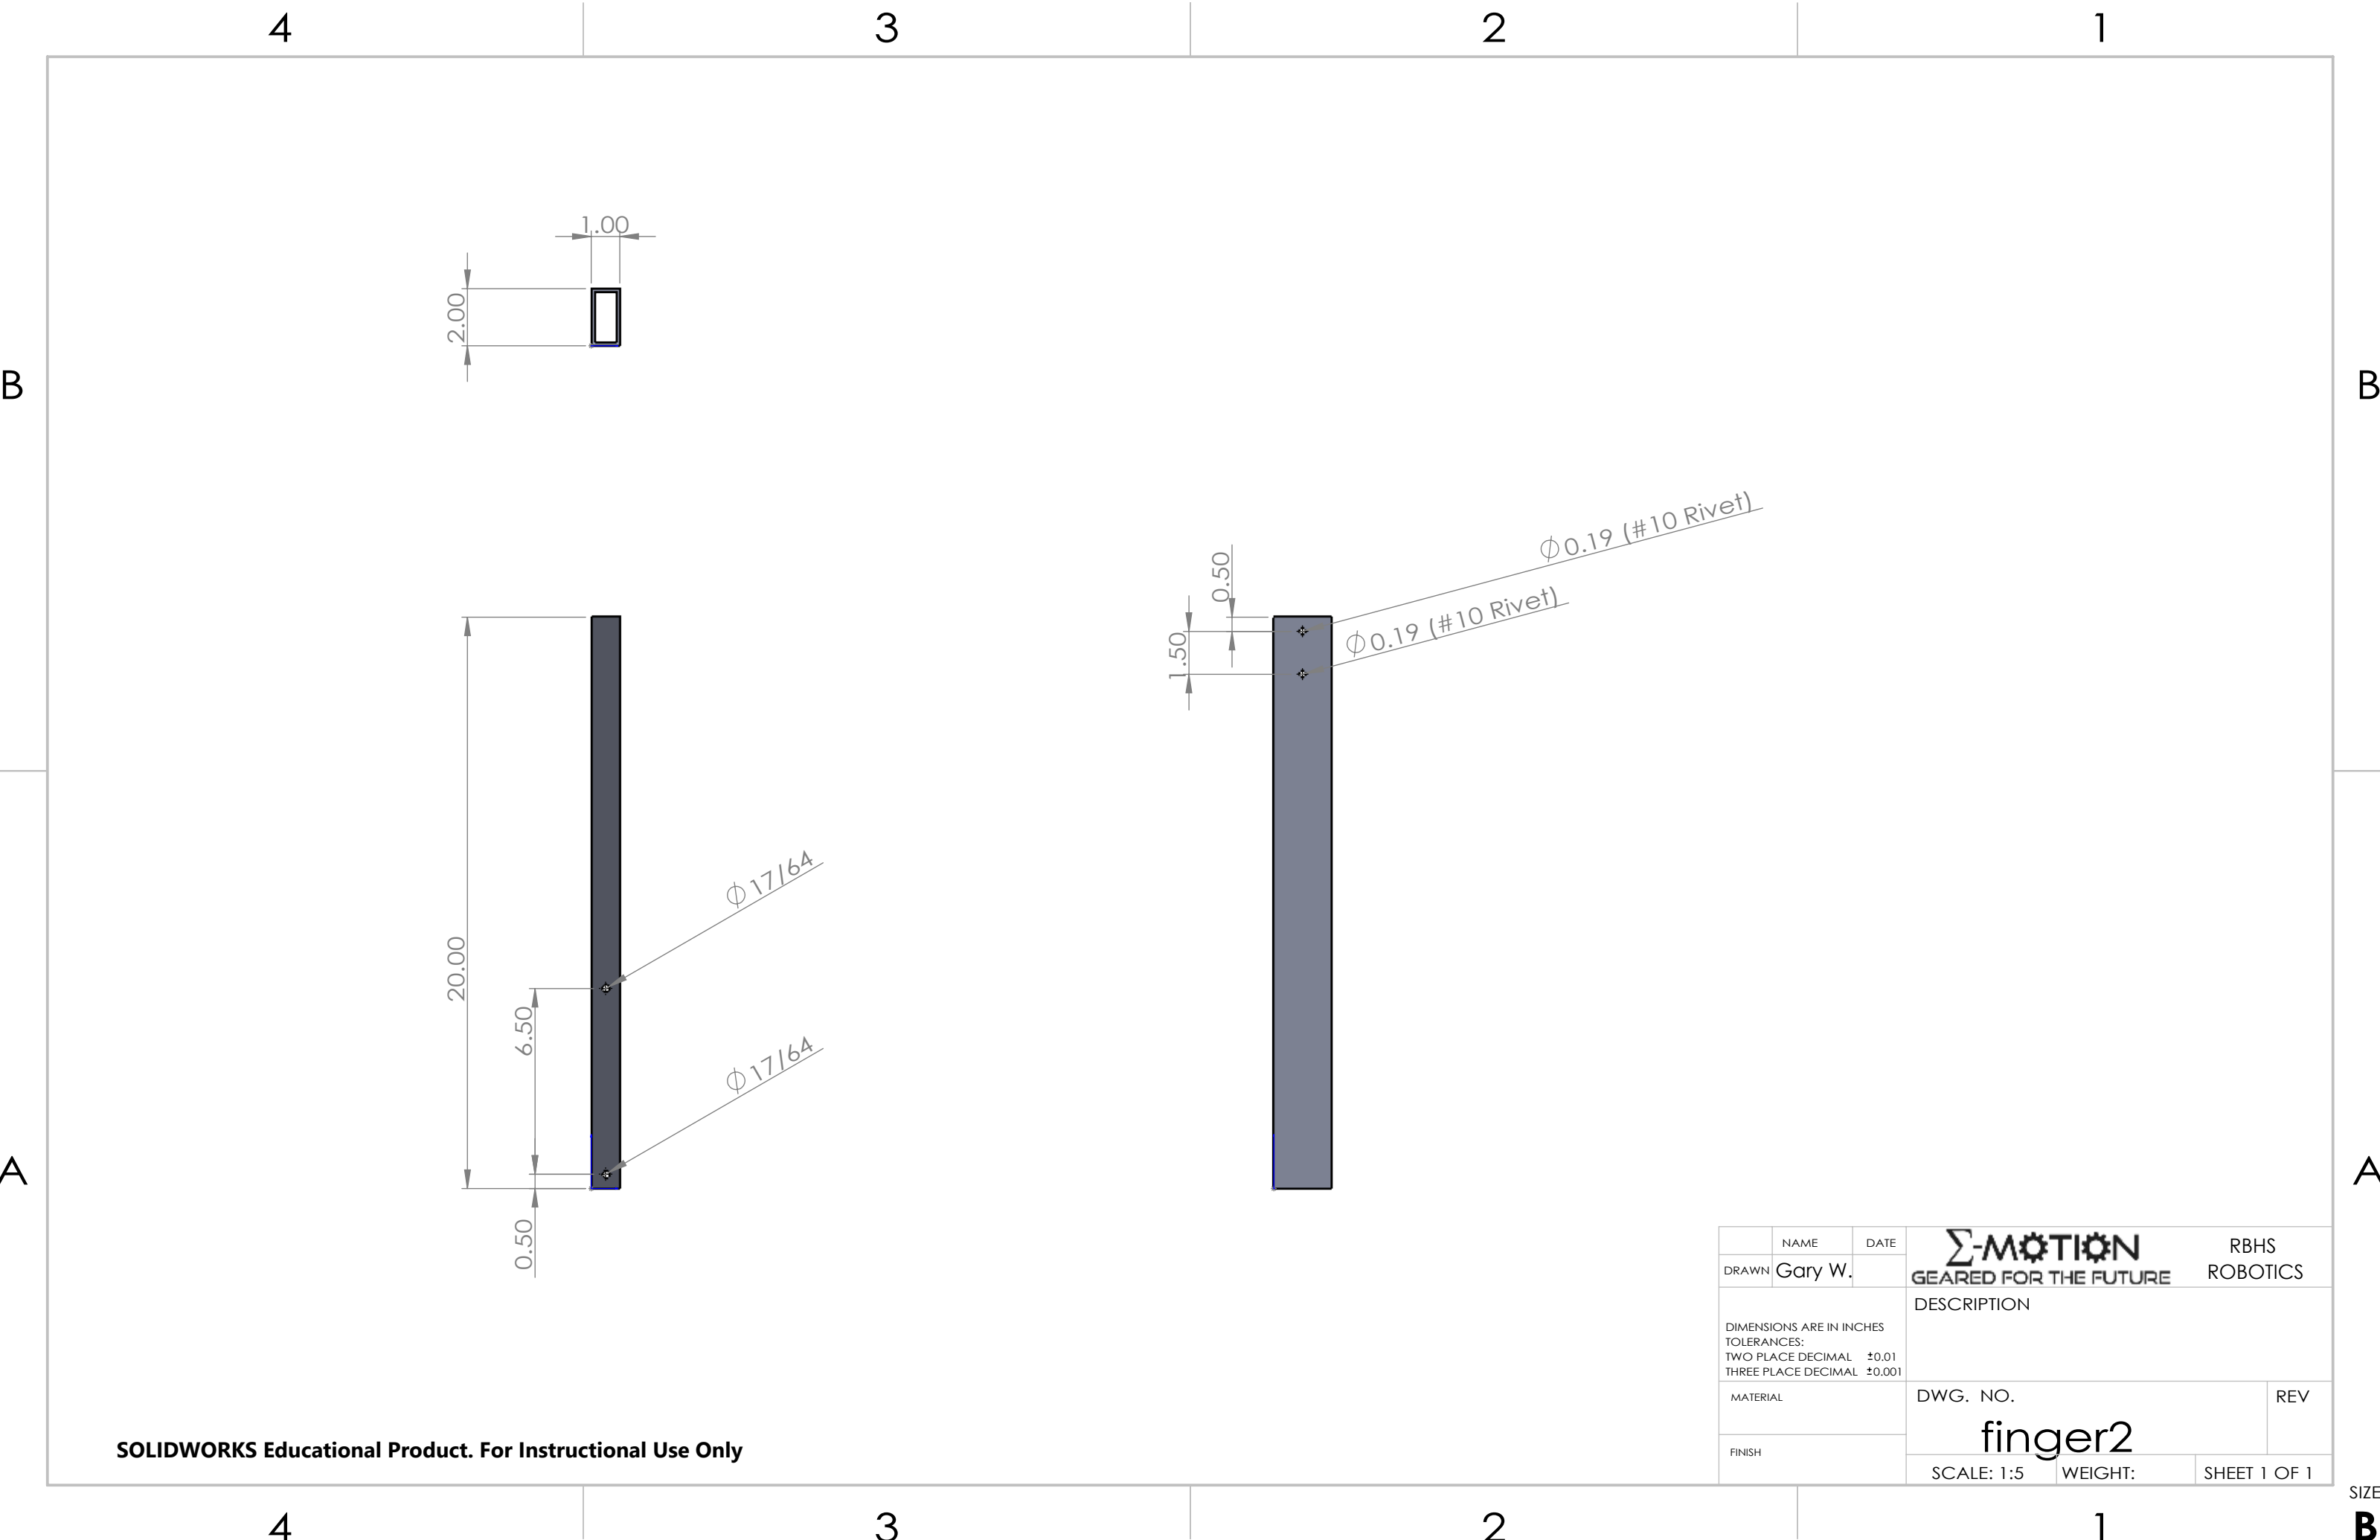 4 3 2 1
1.00
2.00
B B
∅0.19 (#10 Rivet)
0.50
∅0.19 (#10 Rivet)
1.50
∅17/64
20.00
6.50
∅17/64
A A
0.50
NAME DATE
DRAWN Gary W.
Σ-MOTION
GEARED FOR THE FUTURE
RBHS
ROBOTICS
DESCRIPTION
DIMENSIONS ARE IN INCHES
TOLERANCES:
TWO PLACE DECIMAL ±0.01
THREE PLACE DECIMAL ±0.001
MATERIAL
DWG. NO.
REV
finger2
FINISH
SCALE: 1:5 WEIGHT: SHEET 1 OF 1
SOLIDWORKS Educational Product. For Instructional Use Only
SIZE
B
4 3 2 1